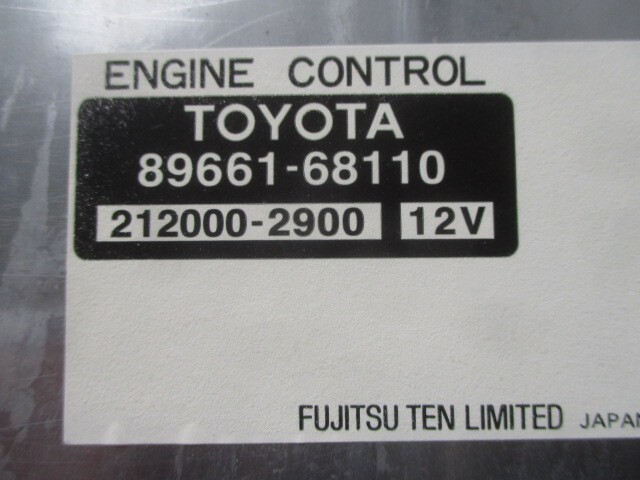 ENGINE CONTROL
TOYOTA
89661-68110
212000-2900 12V
FUJITSU TEN LIMITED JAPAN